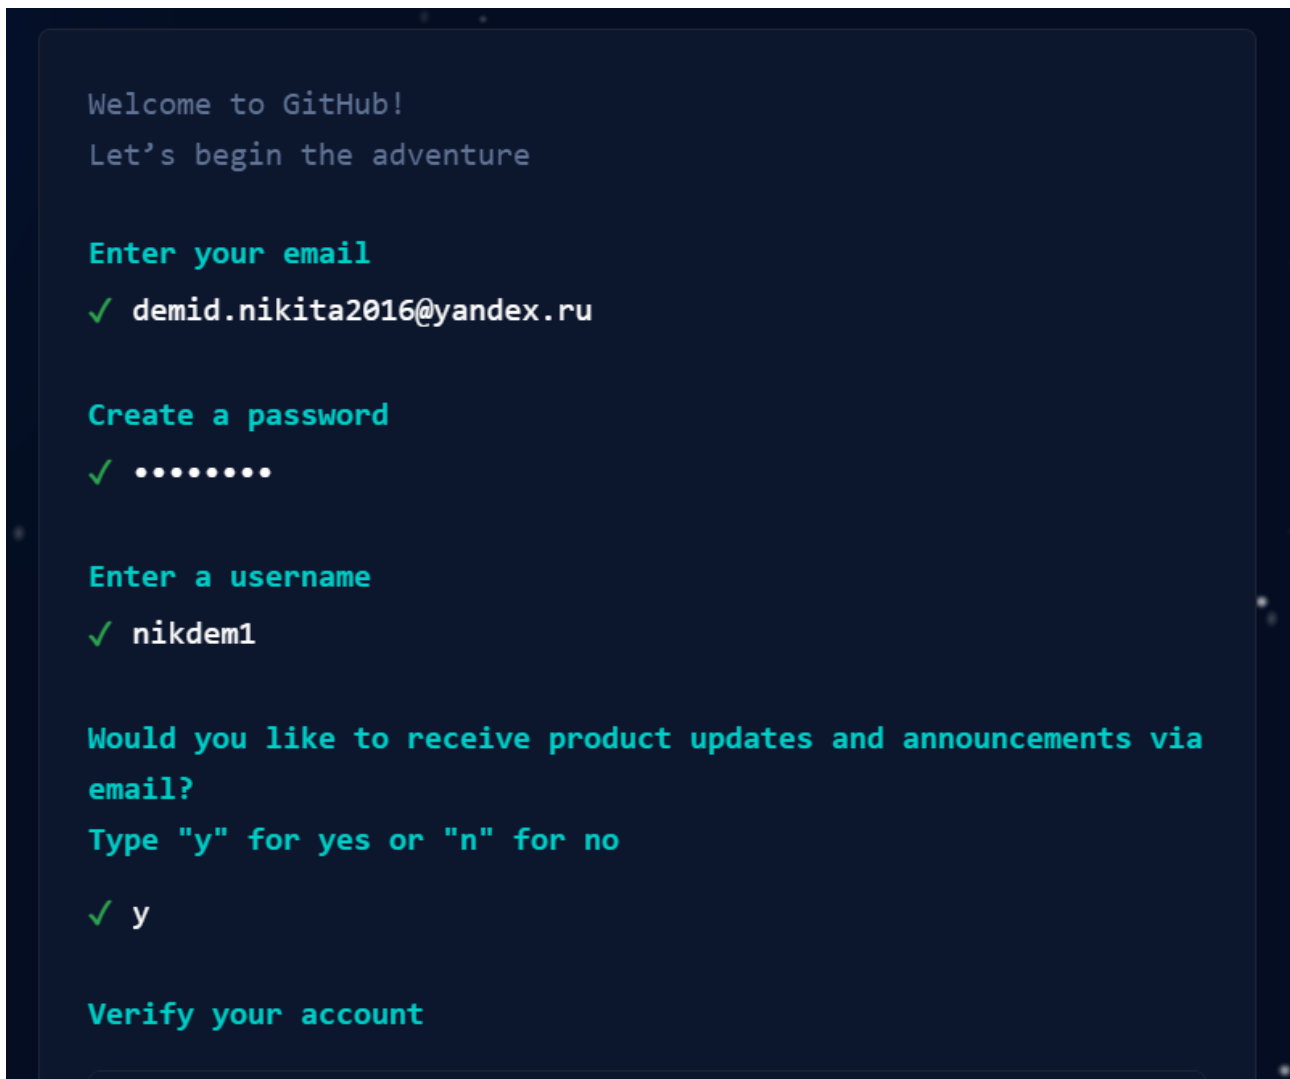 Welcome to GitHub!
Let’s begin the adventure
Enter your email
✓ demid.nikita2016@yandex.ru
Create a password
✓ ••••••••
Enter a username
✓ nikdem1
Would you like to receive product updates and announcements via
email?
Type "y" for yes or "n" for no
✓ y
Verify your account